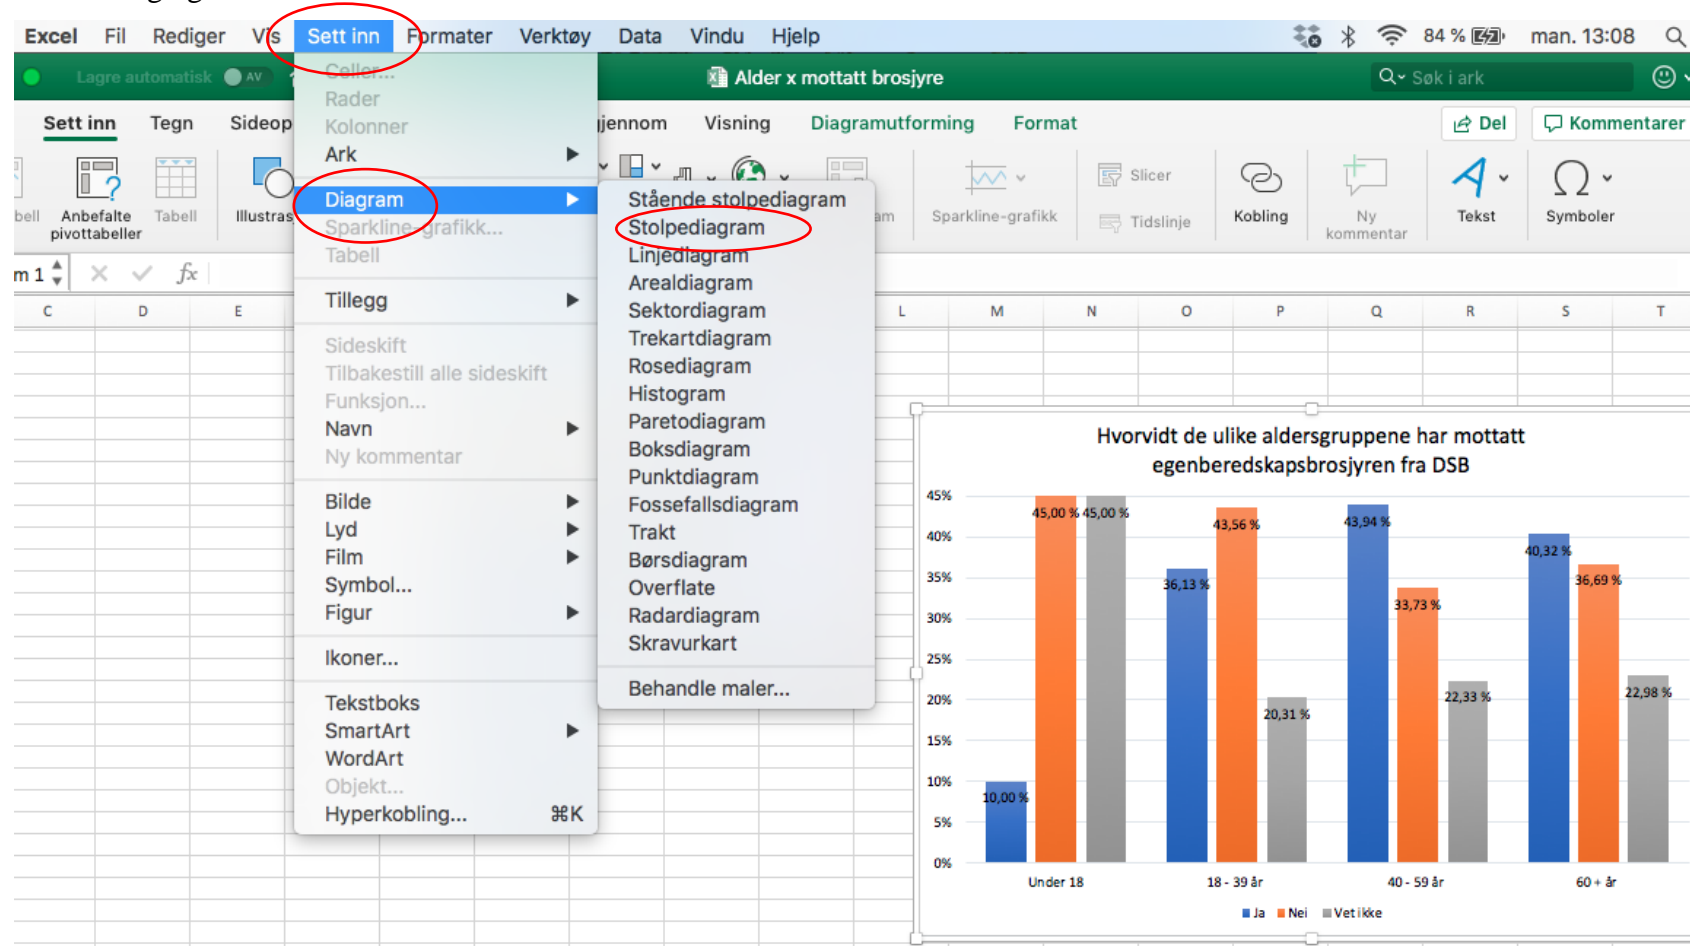 Excel Fil Rediger Vis Sett inn Formater Verktøy Data Vindu Hjelp 84 % man. 13:08
Lagre automatisk AV Alder x mottatt brosjyre Søk i ark
Sett inn Tegn Visning Diagramutforming Format Del Kommentarer
Anbefalte pivottabeller
Tabell
Sparkline-grafikk
Slicer
Tidslinje
Kobling
Ny kommentar
Tekst
Symboler
fx
C D E L M N O P Q R S T
Celler...
Rader
Kolonner
Ark
Diagram
Sparkline-grafikk...
Tabell
Tillegg
Sideskift
Tilbakestill alle sideskift
Funksjon...
Navn
Ny kommentar
Bilde
Lyd
Film
Symbol...
Figur
Ikoner...
Tekstboks
SmartArt
WordArt
Objekt...
Hyperkobling... ⌘K
Stående stolpediagram
Stolpediagram
Linjediagram
Arealdiagram
Sektordiagram
Trekartdiagram
Rosediagram
Histogram
Paretodiagram
Boksdiagram
Punktdiagram
Fossefallsdiagram
Trakt
Børsdiagram
Overflate
Radardiagram
Skravurkart
Behandle maler...
Hvorvidt de ulike aldersgruppene har mottatt
egenberedskapsbrosjyren fra DSB
45%
40%
35%
30%
25%
20%
15%
10%
5%
0%
10,00 % 45,00 % 45,00 %
36,13 % 43,56 % 20,31 %
43,94 % 33,73 % 22,33 %
40,32 % 36,69 % 22,98 %
Under 18 18 - 39 år 40 - 59 år 60 + år
Ja Nei Vet ikke